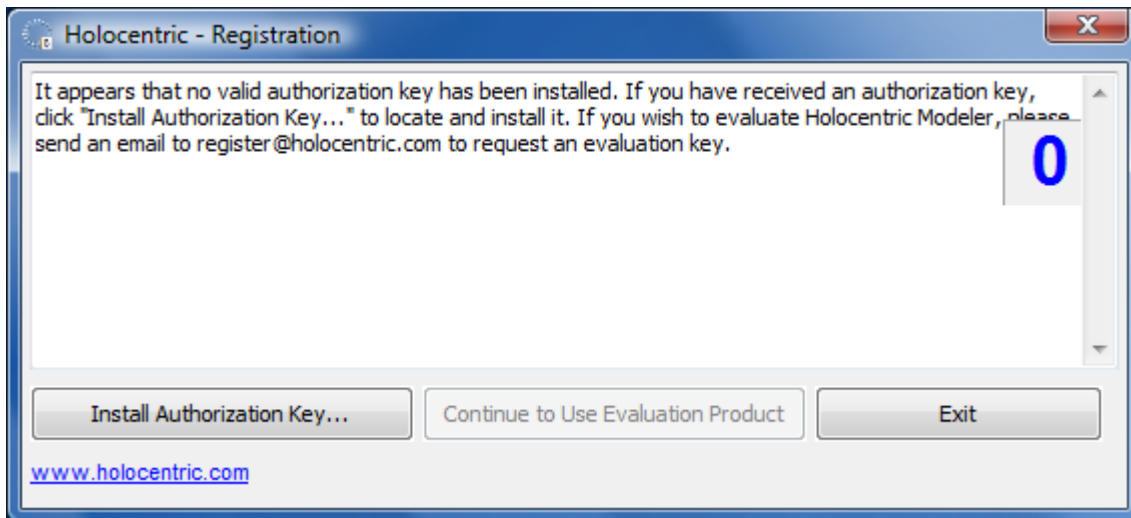 Holocentric - Registration
It appears that no valid authorization key has been installed. If you have received an authorization key,
click "Install Authorization Key..." to locate and install it. If you wish to evaluate Holocentric Modeler, please
send an email to register@holocentric.com to request an evaluation key.
0
Install Authorization Key...
Continue to Use Evaluation Product
Exit
www.holocentric.com